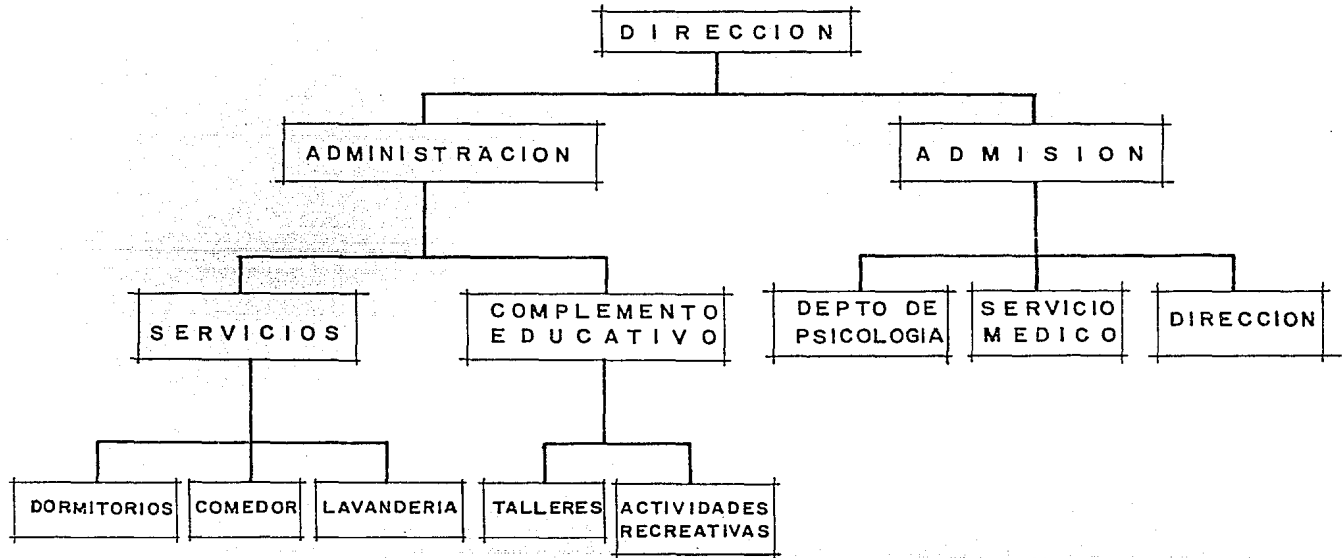 DIRECCION
ADMINISTRACION
ADMISION
SERVICIOS
COMPLEMENTO
EDUCATIVO
DEPTO DE
PSICOLOGIA
SERVICIO
MEDICO
DIRECCION
DORMITORIOS
COMEDOR
LAVANDERIA
TALLERES
ACTIVIDADES
RECREATIVAS